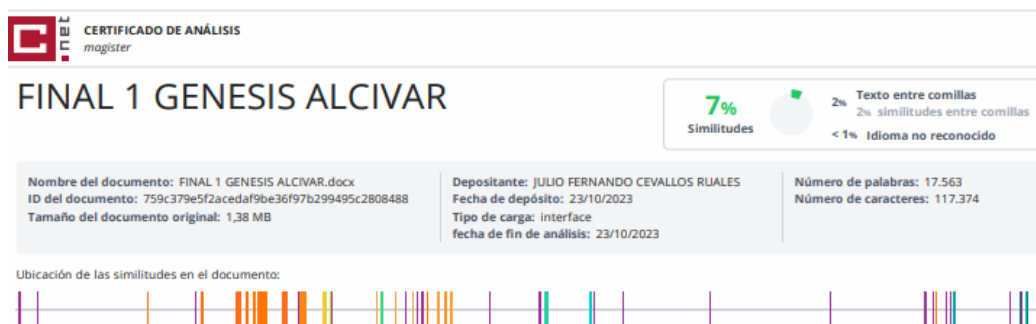 C.net
CERTIFICADO DE ANÁLISIS
magister
FINAL 1 GENESIS ALCIVAR
7%
Similitudes
2% Texto entre comillas
2% similitudes entre comillas
< 1% Idioma no reconocido
Nombre del documento: FINAL 1 GENESIS ALCIVAR.docx
ID del documento: 759c379e5f2acedaf9be36f97b299495c2808488
Tamaño del documento original: 1,38 MB
Depositante: JULIO FERNANDO CEVALLOS RUALES
Fecha de depósito: 23/10/2023
Tipo de carga: interface
fecha de fin de análisis: 23/10/2023
Número de palabras: 17.563
Número de caracteres: 117.374
Ubicación de las similitudes en el documento: